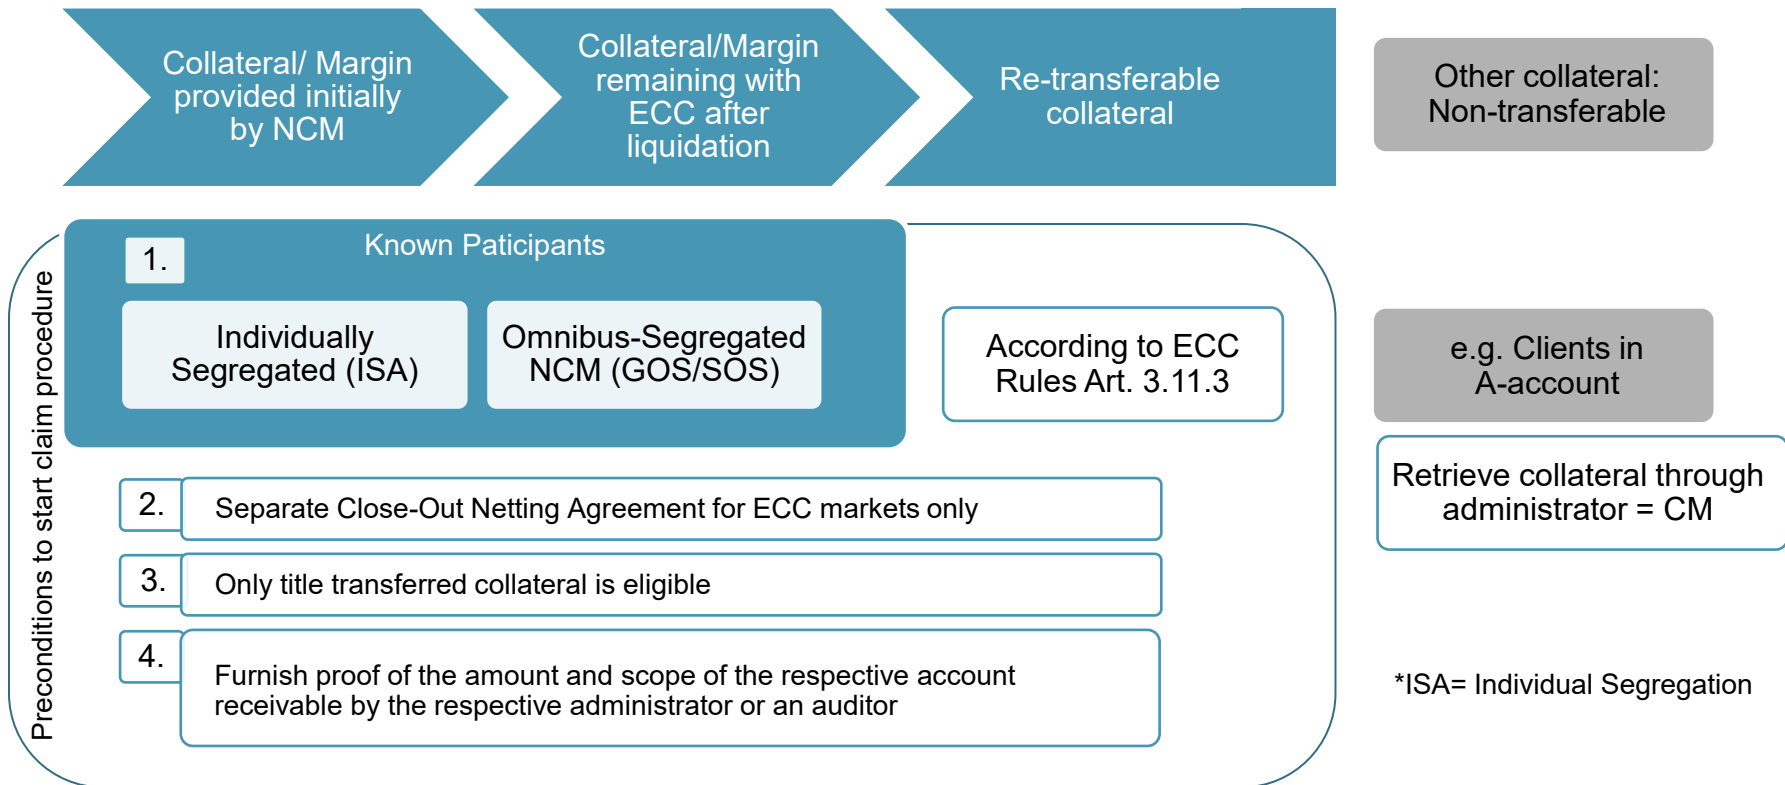 Collateral/ Margin
provided initially
by NCM
Collateral/Margin
remaining with
ECC after
liquidation
Re-transferable
collateral
Other collateral:
Non-transferable
Preconditions to start claim procedure
Known Paticipants
1.
Individually
Segregated (ISA)
Omnibus-Segregated
NCM (GOS/SOS)
According to ECC
Rules Art. 3.11.3
e.g. Clients in
A-account
Retrieve collateral through
administrator = CM
2.
Separate Close-Out Netting Agreement for ECC markets only
3.
Only title transferred collateral is eligible
4.
Furnish proof of the amount and scope of the respective account
receivable by the respective administrator or an auditor
*ISA= Individual Segregation